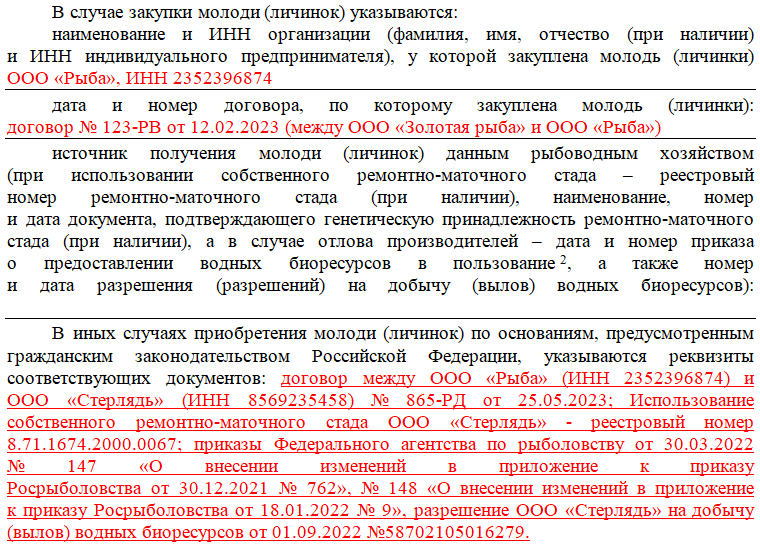 В случае закупки молоди (личинок) указываются:
наименование и ИНН организации (фамилия, имя, отчество (при наличии)
и ИНН индивидуального предпринимателя), у которой закуплена молодь (личинки)
ООО «Рыба», ИНН 2352396874
дата и номер договора, по которому закуплена молодь (личинки):
договор № 123-РВ от 12.02.2023 (между ООО «Золотая рыба» и ООО «Рыба»)
источник получения молоди (личинок) данным рыбоводным хозяйством
(при использовании собственного ремонтно-маточного стада – реестровый
номер ремонтно-маточного стада (при наличии), наименование, номер
и дата документа, подтверждающего генетическую принадлежность ремонтно-маточного
стада (при наличии), а в случае отлова производителей – дата и номер приказа
о предоставлении водных биоресурсов в пользование ², а также номер
и дата разрешения (разрешений) на добычу (вылов) водных биоресурсов):
В иных случаях приобретения молоди (личинок) по основаниям, предусмотренным
гражданским законодательством Российской Федерации, указываются реквизиты
соответствующих документов: договор между ООО «Рыба» (ИНН 2352396874) и
ООО «Стерлядь» (ИНН 8569235458) № 865-РД от 25.05.2023; Использование
собственного ремонтно-маточного стада ООО «Стерлядь» - реестровый номер
8.71.1674.2000.0067; приказы Федерального агентства по рыболовству от 30.03.2022
№ 147 «О внесении изменений в приложение к приказу
Росрыболовства от 30.12.2021 № 762», № 148 «О внесении изменений в приложение
к приказу Росрыболовства от 18.01.2022 № 9», разрешение ООО «Стерлядь» на добычу
(вылов) водных биоресурсов от 01.09.2022 №58702105016279.